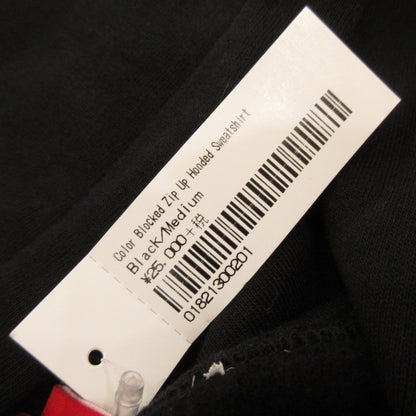 Color Blocked Zip Up Hooded Sweatshirt
Black/Medium
¥25,000+税
01821300201